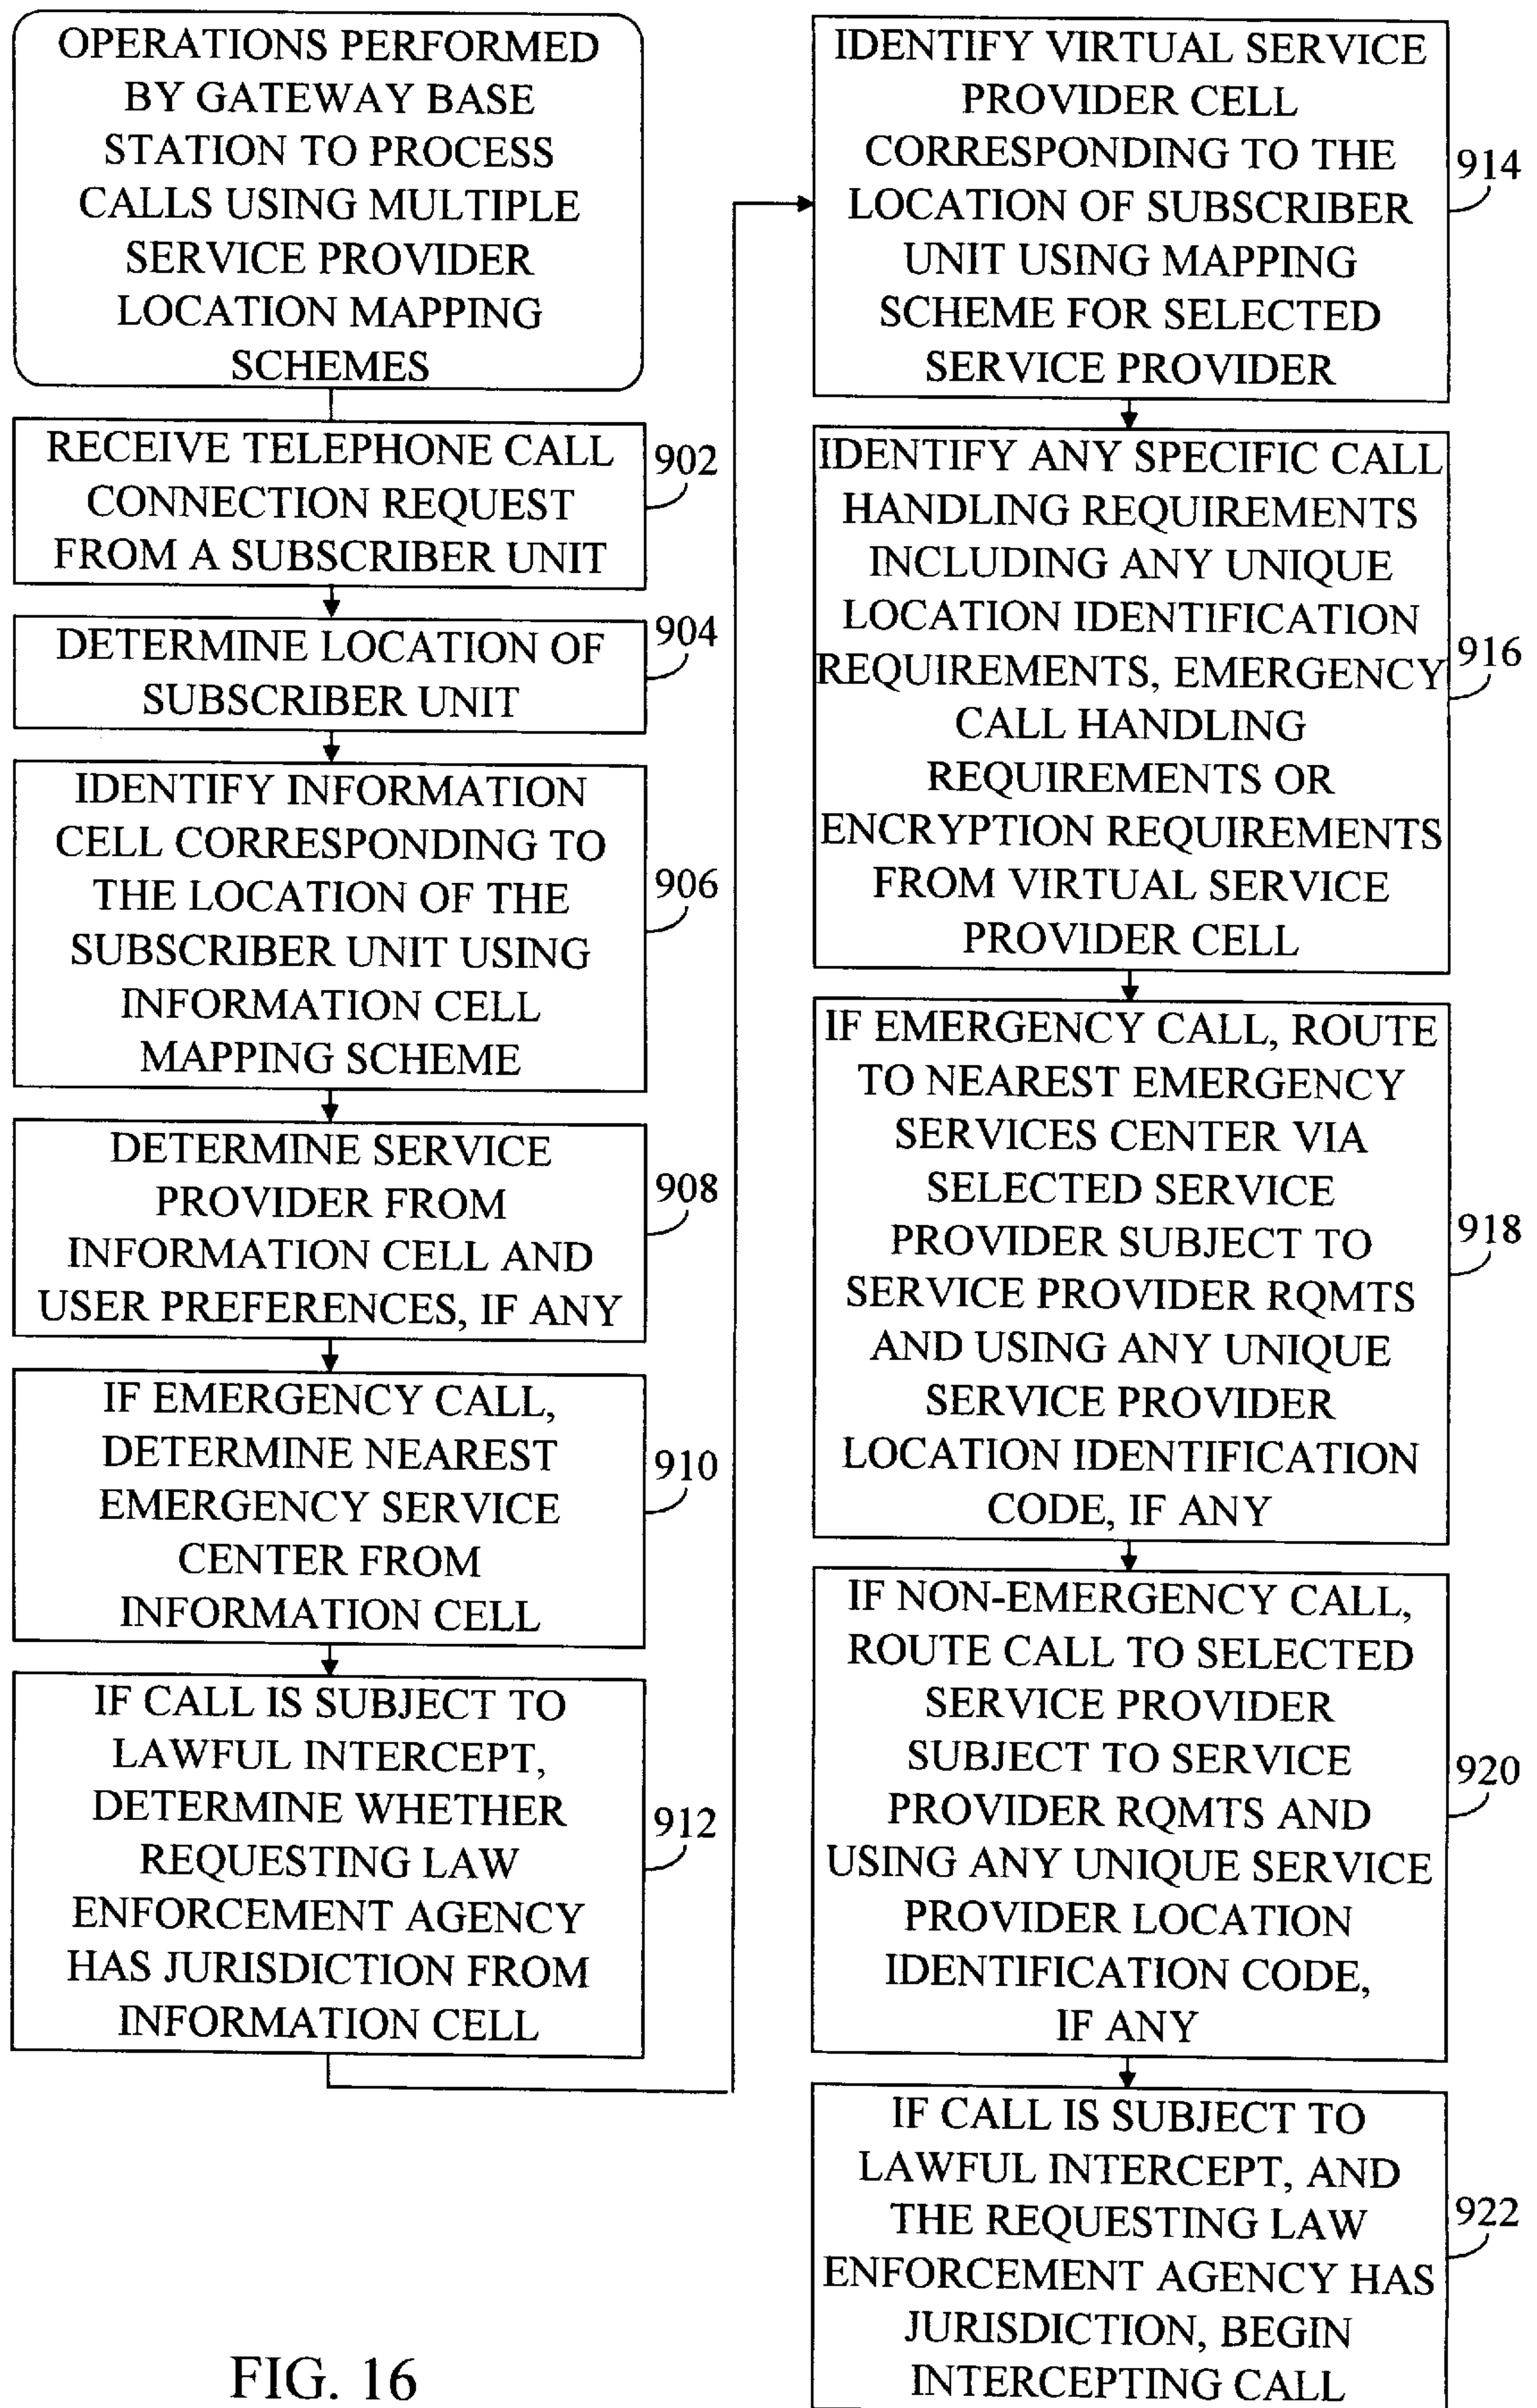 OPERATIONS PERFORMED
BY GATEWAY BASE
STATION TO PROCESS
CALLS USING MULTIPLE
SERVICE PROVIDER
LOCATION MAPPING
SCHEMES
RECEIVE TELEPHONE CALL
CONNECTION REQUEST
FROM A SUBSCRIBER UNIT
902
DETERMINE LOCATION OF
SUBSCRIBER UNIT
904
IDENTIFY INFORMATION
CELL CORRESPONDING TO
THE LOCATION OF THE
SUBSCRIBER UNIT USING
INFORMATION CELL
MAPPING SCHEME
906
DETERMINE SERVICE
PROVIDER FROM
INFORMATION CELL AND
USER PREFERENCES, IF ANY
908
IF EMERGENCY CALL,
DETERMINE NEAREST
EMERGENCY SERVICE
CENTER FROM
INFORMATION CELL
910
IF CALL IS SUBJECT TO
LAWFUL INTERCEPT,
DETERMINE WHETHER
REQUESTING LAW
ENFORCEMENT AGENCY
HAS JURISDICTION FROM
INFORMATION CELL
912
IDENTIFY VIRTUAL SERVICE
PROVIDER CELL
CORRESPONDING TO THE
LOCATION OF SUBSCRIBER
UNIT USING MAPPING
SCHEME FOR SELECTED
SERVICE PROVIDER
914
IDENTIFY ANY SPECIFIC CALL
HANDLING REQUIREMENTS
INCLUDING ANY UNIQUE
LOCATION IDENTIFICATION
REQUIREMENTS, EMERGENCY
CALL HANDLING
REQUIREMENTS OR
ENCRYPTION REQUIREMENTS
FROM VIRTUAL SERVICE
PROVIDER CELL
916
IF EMERGENCY CALL, ROUTE
TO NEAREST EMERGENCY
SERVICES CENTER VIA
SELECTED SERVICE
PROVIDER SUBJECT TO
SERVICE PROVIDER RQMTS
AND USING ANY UNIQUE
SERVICE PROVIDER
LOCATION IDENTIFICATION
CODE, IF ANY
918
IF NON-EMERGENCY CALL,
ROUTE CALL TO SELECTED
SERVICE PROVIDER
SUBJECT TO SERVICE
PROVIDER RQMTS AND
USING ANY UNIQUE SERVICE
PROVIDER LOCATION
IDENTIFICATION CODE,
IF ANY
920
IF CALL IS SUBJECT TO
LAWFUL INTERCEPT, AND
THE REQUESTING LAW
ENFORCEMENT AGENCY HAS
JURISDICTION, BEGIN
INTERCEPTING CALL
922
FIG. 16